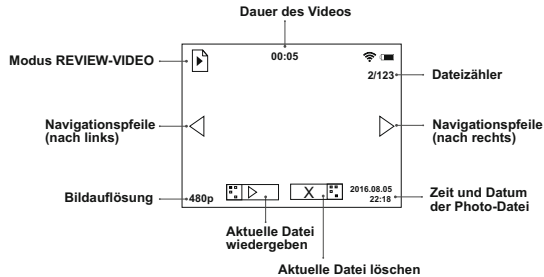 Dauer des Videos
Modus REVIEW-VIDEO
00:05
2/123
Dateizähler
Navigationspfeile
(nach links)
Navigationspfeile
(nach rechts)
Bildauflösung
480p
X
2016.08.05
22:18
Zeit und Datum
der Photo-Datei
Aktuelle Datei
wiedergeben
Aktuelle Datei löschen